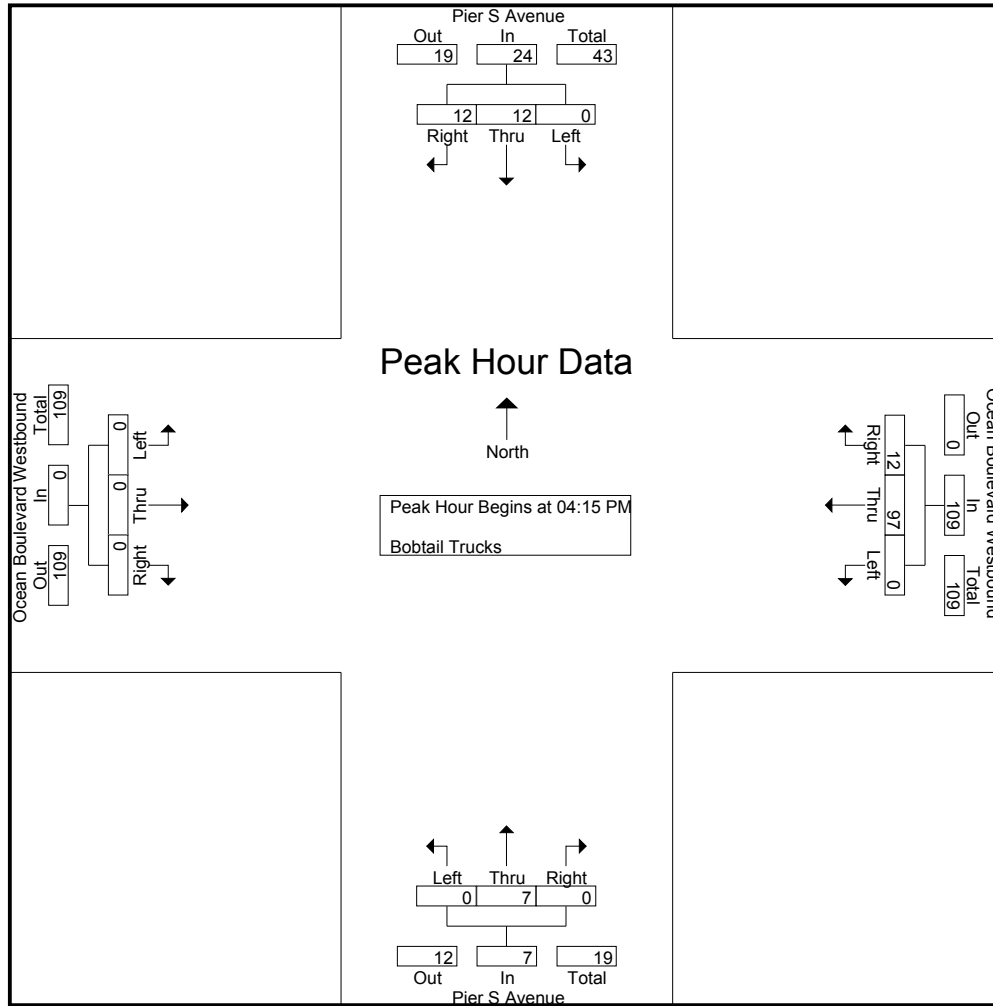 Pier S Avenue
Out In Total
19 24 43
12 12 0
Right Thru Left
Peak Hour Data
North
Peak Hour Begins at 04:15 PM
Bobtail Trucks
Ocean Boulevard Westbound
Out In Total
109 0 109
0 0 0
Left Thru Right
Ocean Boulevard Westbound
Out In Total
0 109 109
12 97 0
Right Thru Left
Left Thru Right
0 7 0
12 7 19
Out In Total
Pier S Avenue